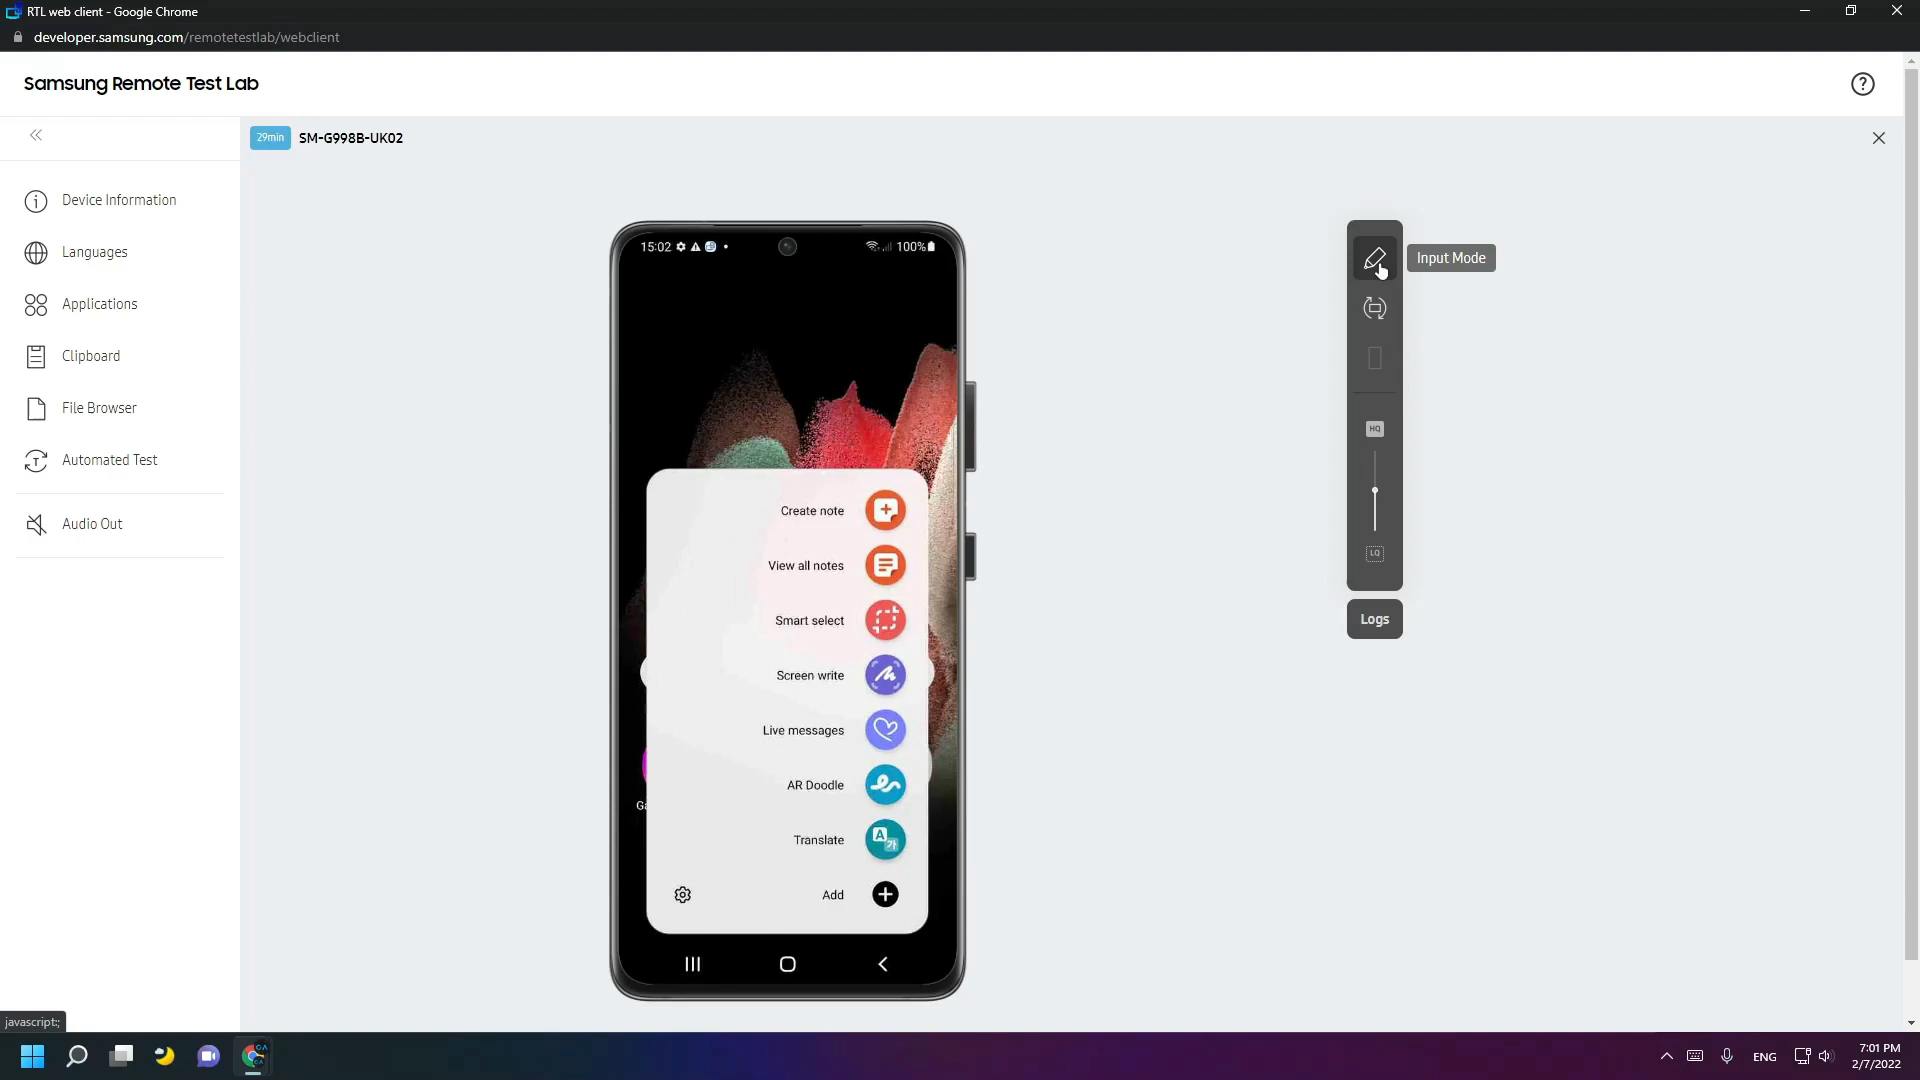 RTL web client - Google Chrome
developer.samsung.com/remotetestlab/webclient
Samsung Remote Test Lab
29min SM-G998B-UK02
Device Information
Languages
Applications
Clipboard
File Browser
Automated Test
Audio Out
15:02 100%
Create note
View all notes
Smart select
Screen write
Live messages
AR Doodle
Translate
Add
Ga
Input Mode
HQ
LQ
Logs
javascript:;
ENG
7:01 PM
2/7/2022